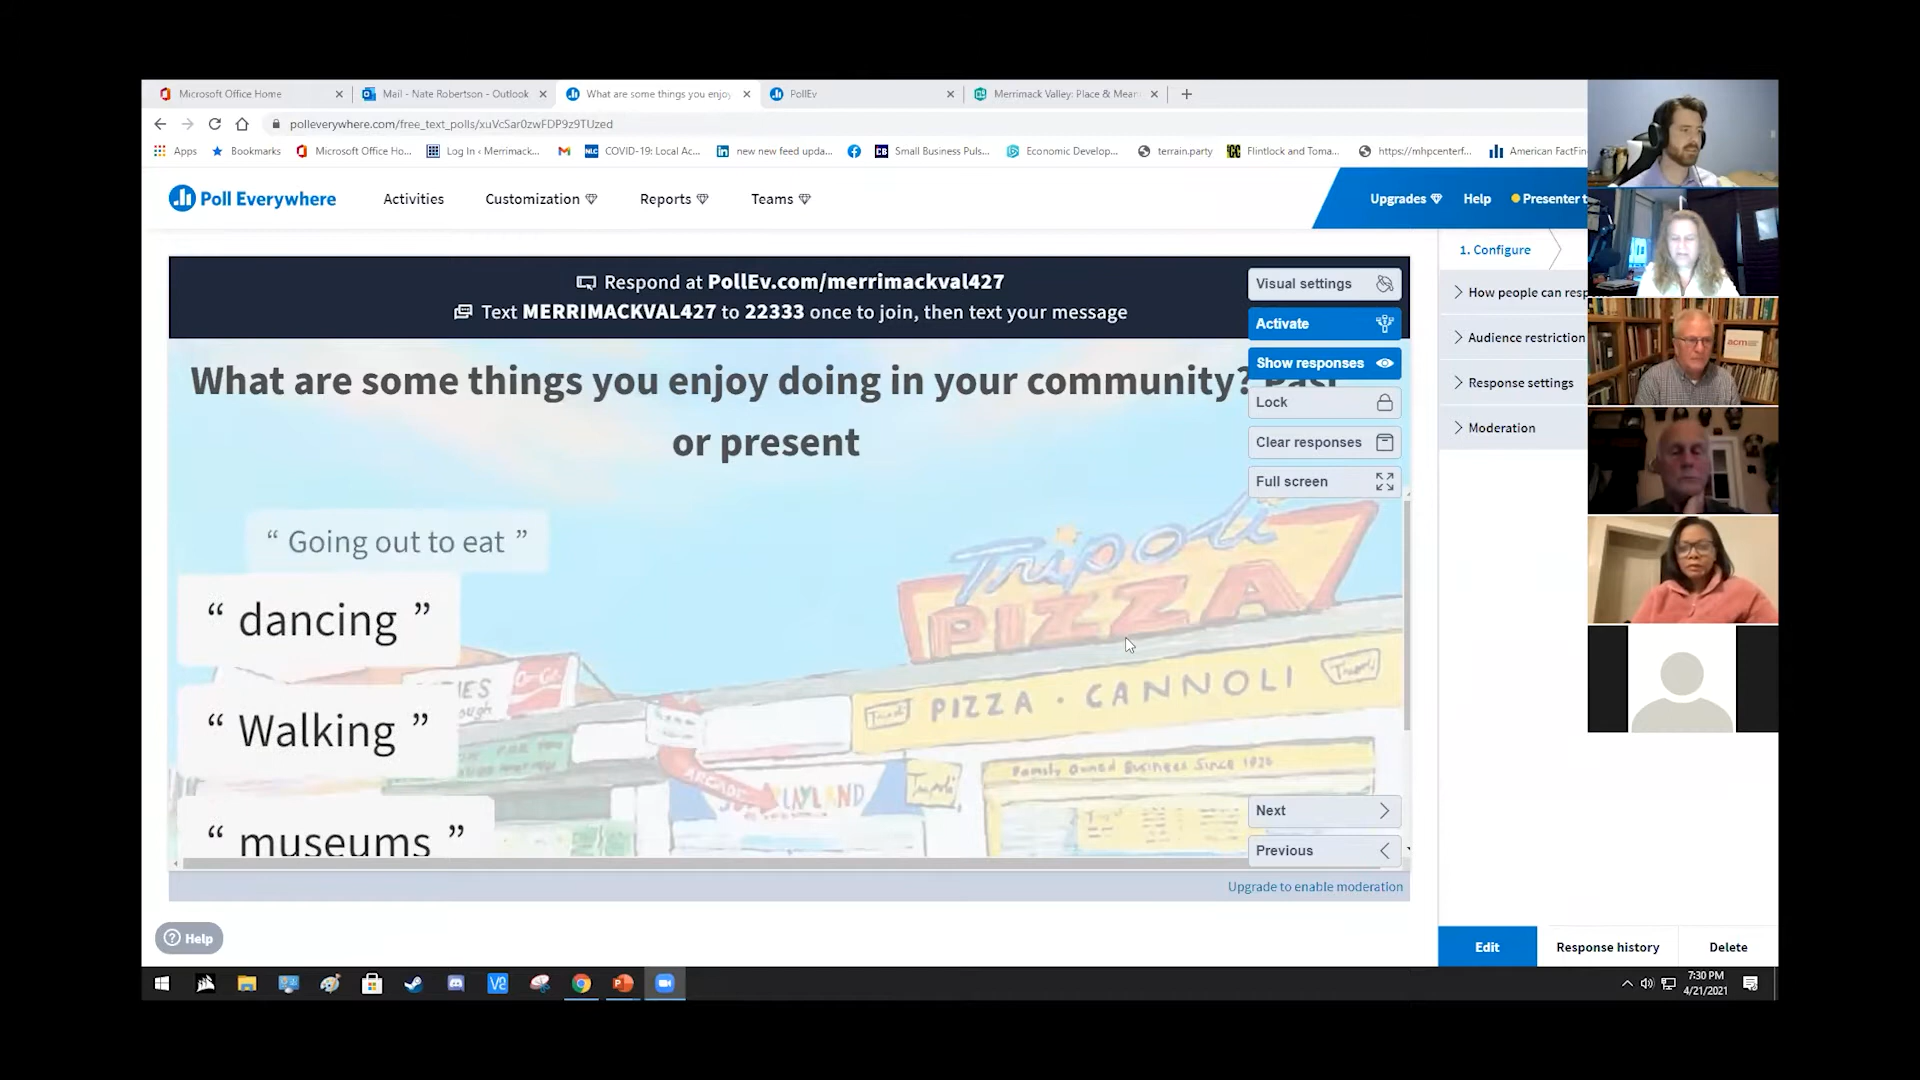 Microsoft Office Home
Mail - Nate Robertson - Outlook
What are some things you enjoy
PollEv
Merrimack Valley: Place & Mean
polleverywhere.com/free_text_polls/xuVcSar0zwFDP9z9TUzed
Apps
Bookmarks
Microsoft Office Ho...
Log In ‹ Merrimack...
COVID-19: Local Ac...
new new feed upda...
Small Business Puls...
Economic Develop...
terrain.party
Flintlock and Toma...
https://mhpcenterf...
American FactFin
Poll Everywhere
Activities
Customization
Reports
Teams
Upgrades
Help
Presenter t
1. Configure
How people can resp
Audience restriction
Response settings
Moderation
Respond at PollEv.com/merrimackval427
Text MERRIMACKVAL427 to 22333 once to join, then text your message
Visual settings
Activate
Show responses
Lock
Clear responses
Full screen
What are some things you enjoy doing in your community? Past
or present
“ Going out to eat ”
“ dancing ”
“ Walking ”
“ museums ”
Tripoli
PIZZA
PIZZA · CANNOLI
Tripoli
Family Owned Business Since 1926
ARCADE
PLAYLAND
Next
Previous
Upgrade to enable moderation
Help
Edit
Response history
Delete
acm
7:30 PM
4/21/2021